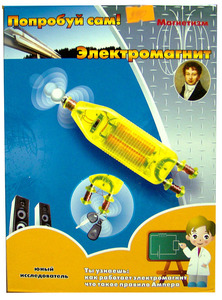 Попробуй сам!
Магнетизм
Электромагнит
юный
исследователь
Ты узнаешь:
как работает электромагнит
что такое правило Ампера